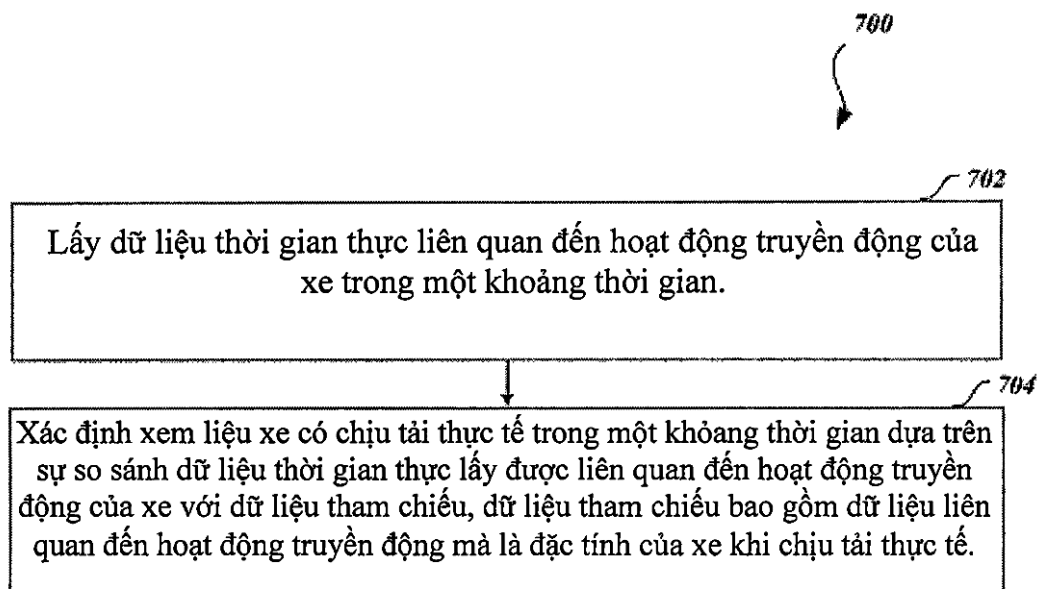 700
702
Lấy dữ liệu thời gian thực liên quan đến hoạt động truyền động của
xe trong một khoảng thời gian.
704
Xác định xem liệu xe có chịu tải thực tế trong một khỏang thời gian dựa trên
sự so sánh dữ liệu thời gian thực lấy được liên quan đến hoạt động truyền
động của xe với dữ liệu tham chiếu, dữ liệu tham chiếu bao gồm dữ liệu liên
quan đến hoạt động truyền động mà là đặc tính của xe khi chịu tải thực tế.